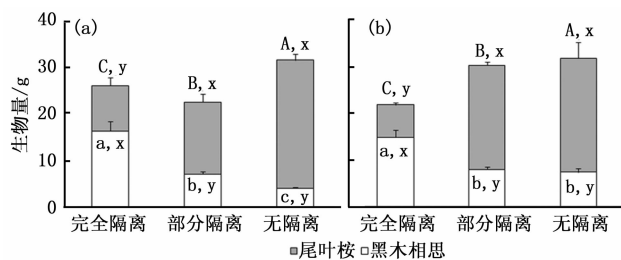 (a)
(b)
生物量/g
40
30
20
10
0
C, y
a, x
B, x
b, y
A, x
c, y
C, y
a, x
B, x
b, y
A, x
b, y
完全隔离 部分隔离 无隔离 完全隔离 部分隔离 无隔离
尾叶桉 黑木相思